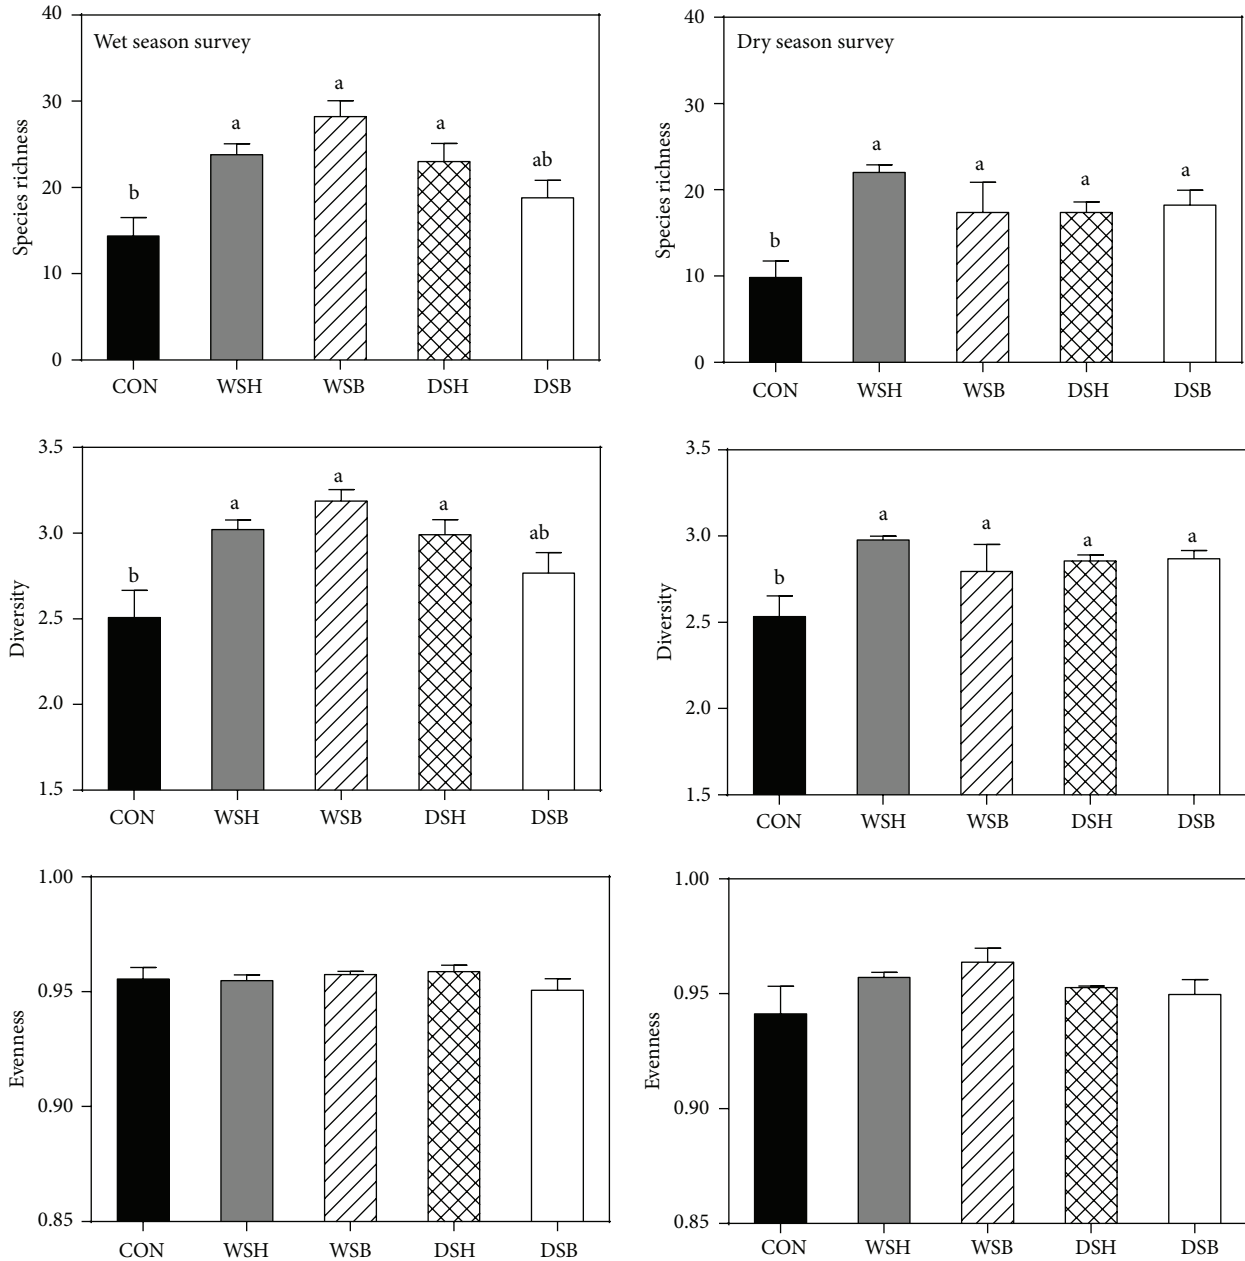 Wet season survey
Species richness
40
30
20
10
0
b
a
a
a
ab
CON WSH WSB DSH DSB
Dry season survey
Species richness
40
30
20
10
0
b
a
a
a
a
CON WSH WSB DSH DSB
Diversity
3.5
3.0
2.5
2.0
1.5
b
a
a
a
ab
CON WSH WSB DSH DSB
Diversity
3.5
3.0
2.5
2.0
1.5
b
a
a
a
a
CON WSH WSB DSH DSB
Evenness
1.00
0.95
0.90
0.85
CON WSH WSB DSH DSB
Evenness
1.00
0.95
0.90
0.85
CON WSH WSB DSH DSB